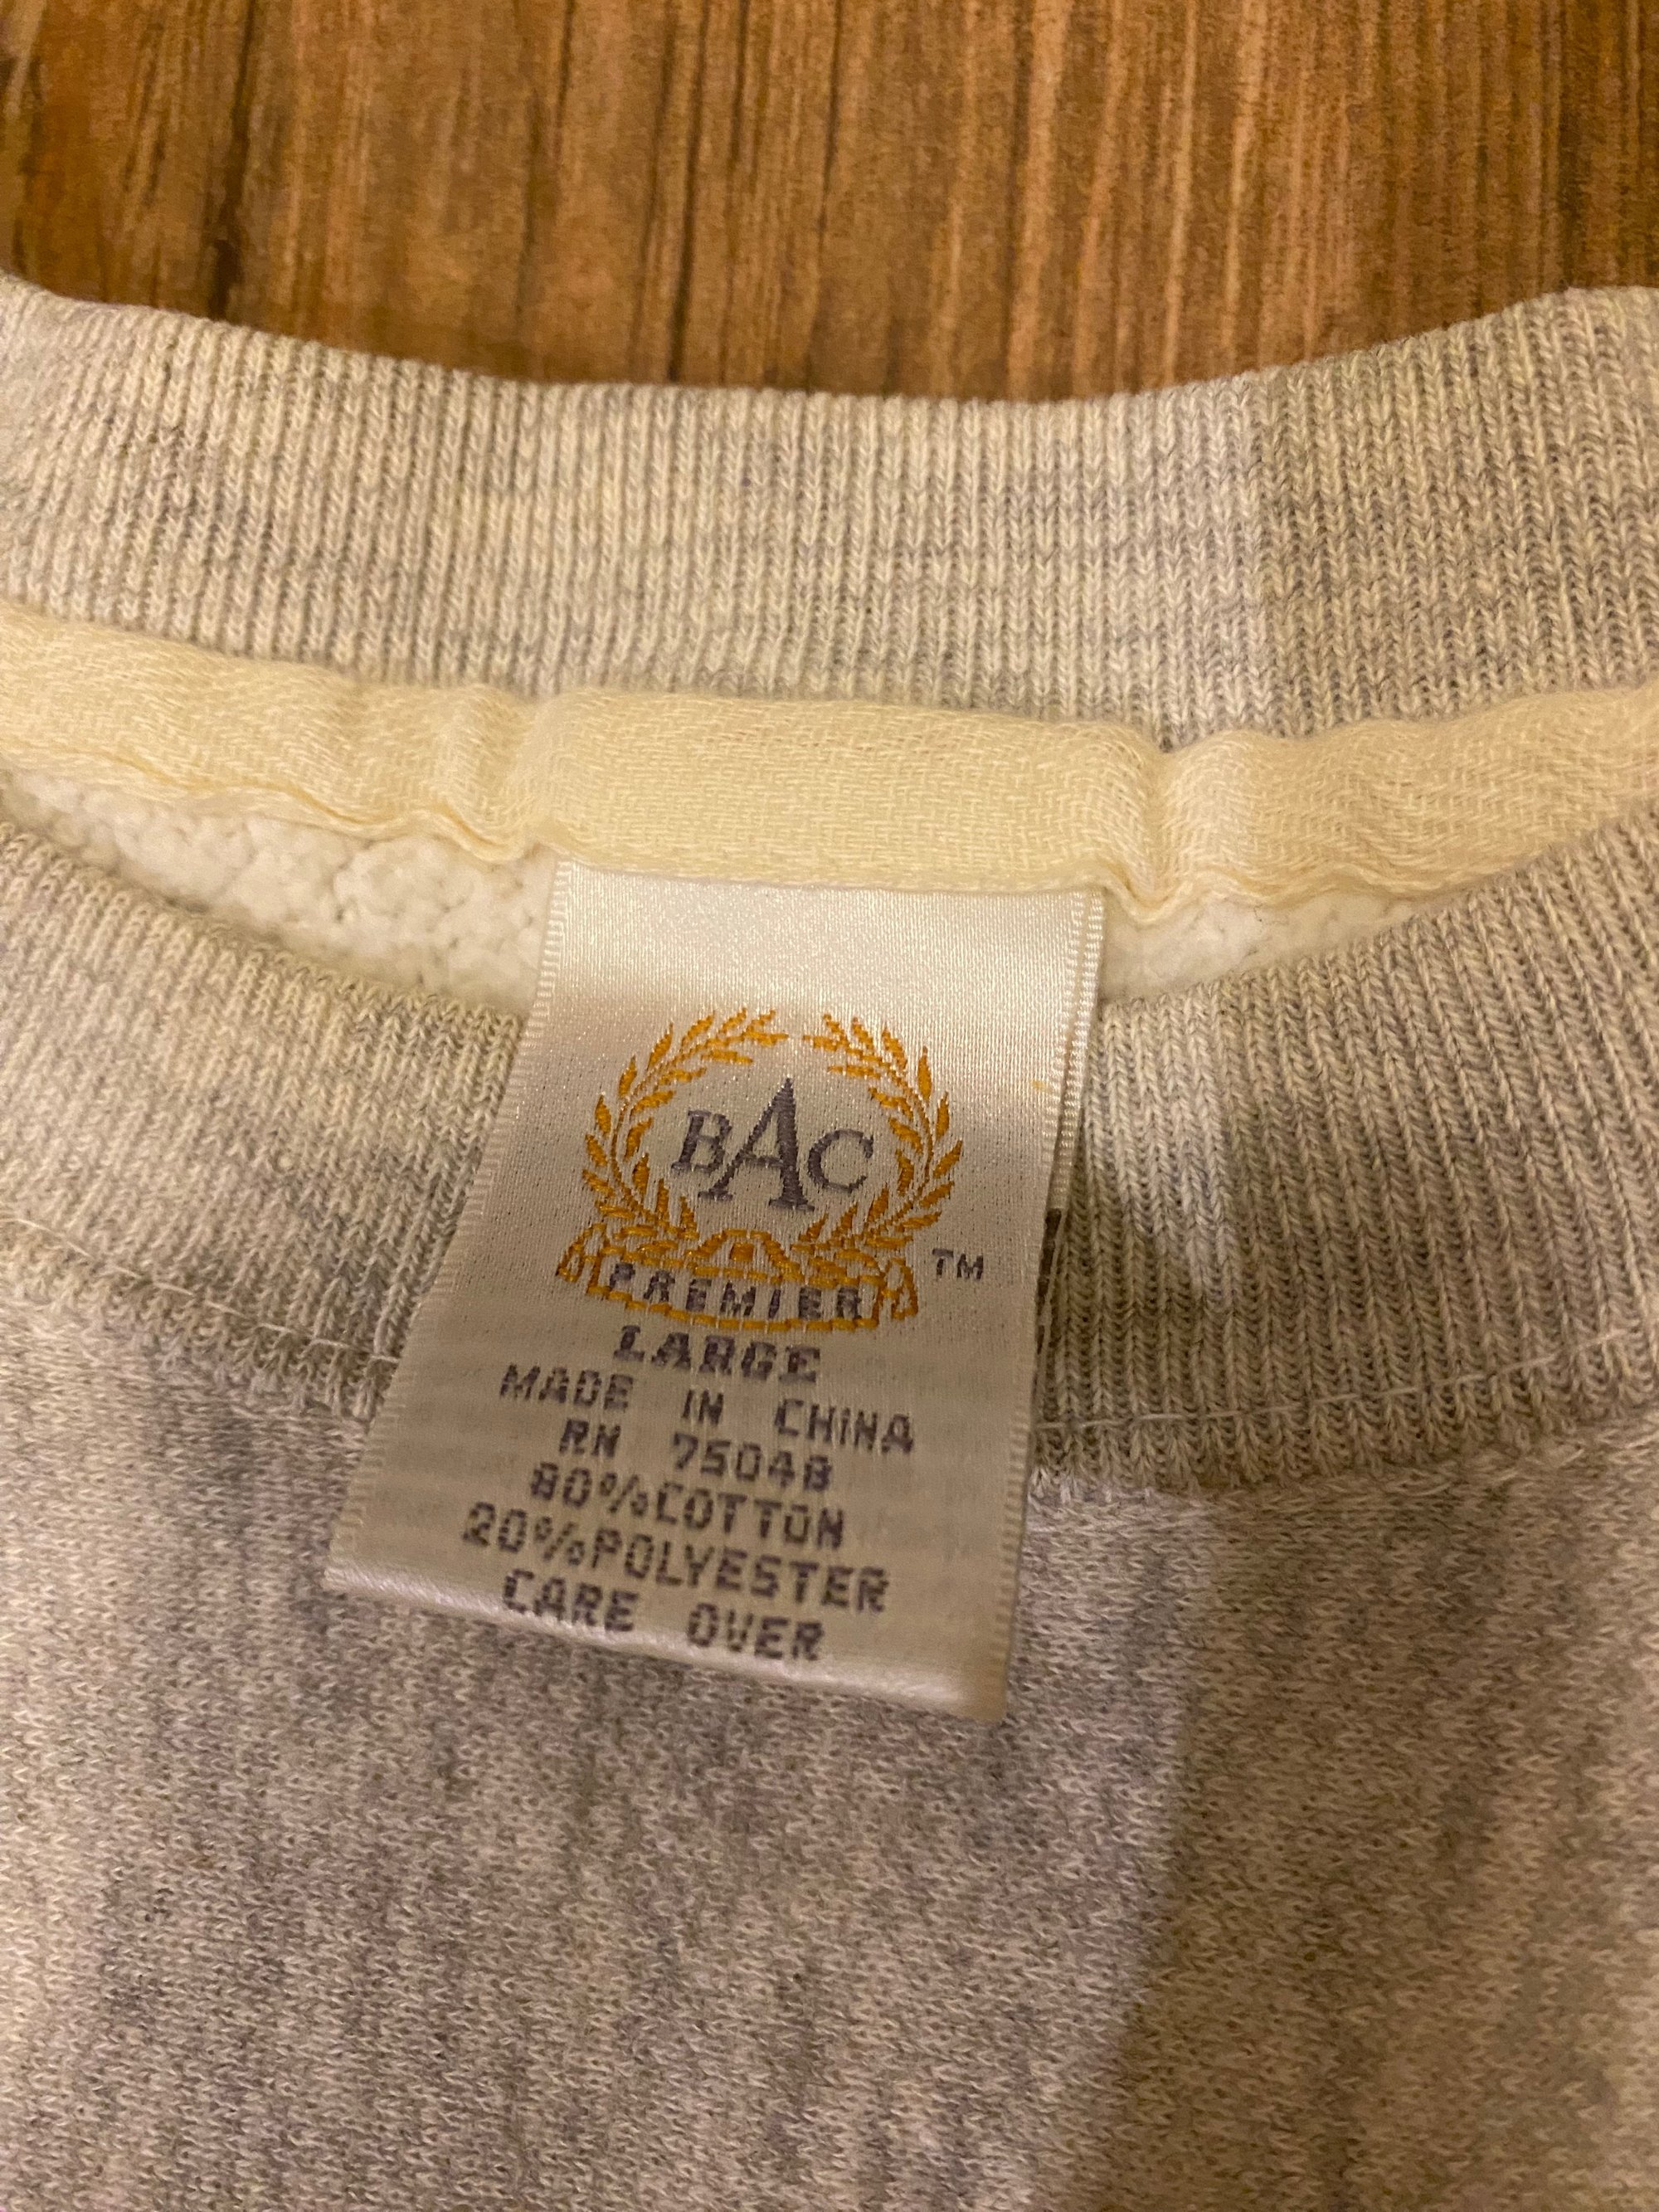 BAC
PREMIER
TM
LARGE
MADE IN CHINA
RN 75048
80%COTTON
20%POLYESTER
CARE OVER